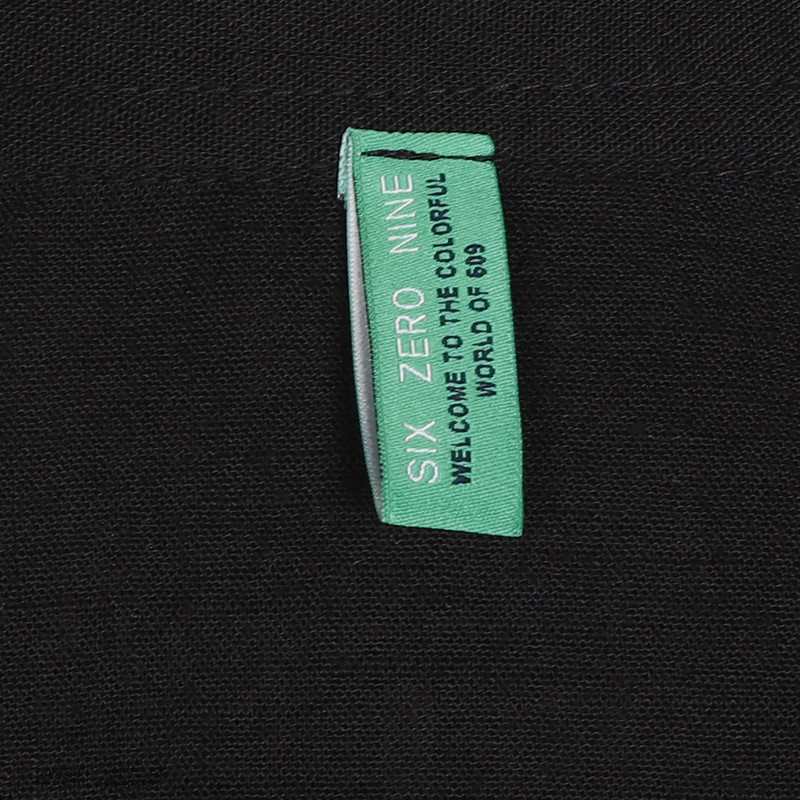 SIX ZERO NINE
WELCOME TO THE COLORFUL
WORLD OF 609